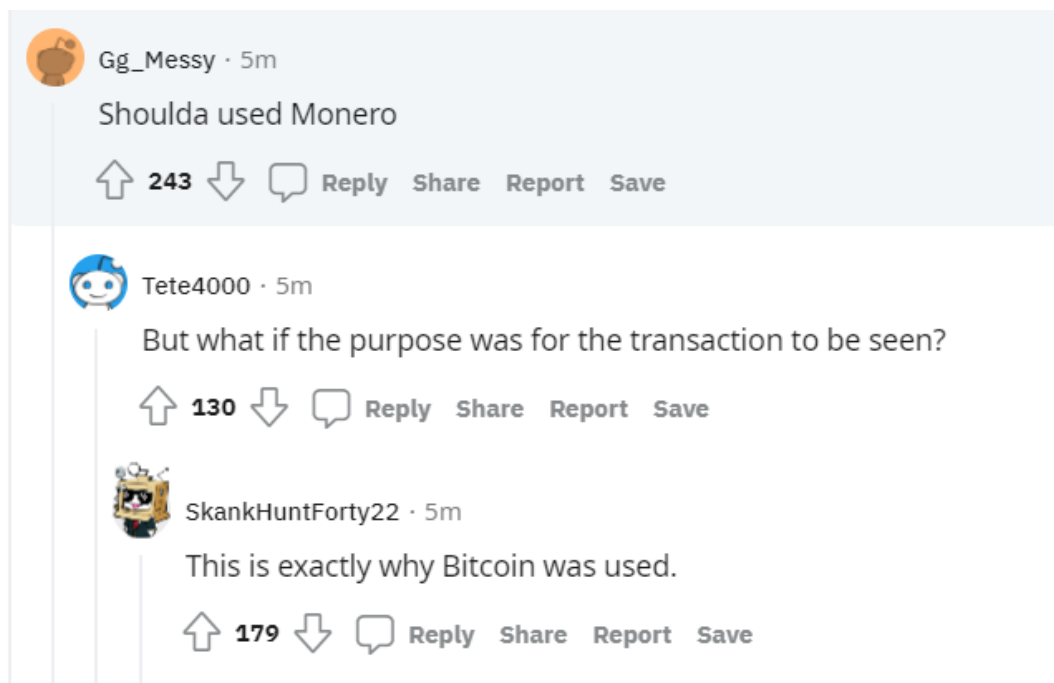 Gg_Messy · 5m
Shoulda used Monero
243 Reply Share Report Save
Tete4000 · 5m
But what if the purpose was for the transaction to be seen?
130 Reply Share Report Save
SkankHuntForty22 · 5m
This is exactly why Bitcoin was used.
179 Reply Share Report Save